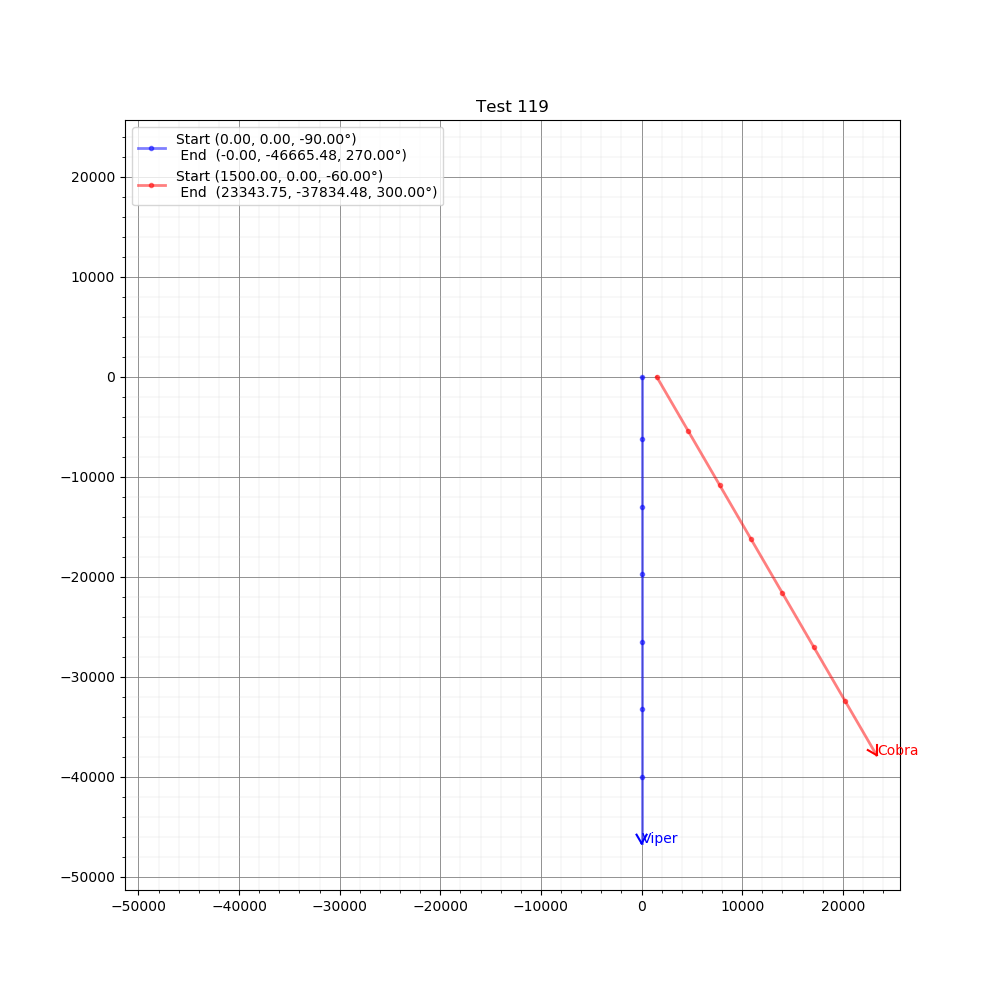 Test 119
Start (0.00, 0.00, -90.00°)
End (-0.00, -46665.48, 270.00°)
Start (1500.00, 0.00, -60.00°)
End (23343.75, -37834.48, 300.00°)
20000
10000
0
−10000
−20000
−30000
−40000
−50000
Cobra
Viper
−50000 −40000 −30000 −20000 −10000 0 10000 20000